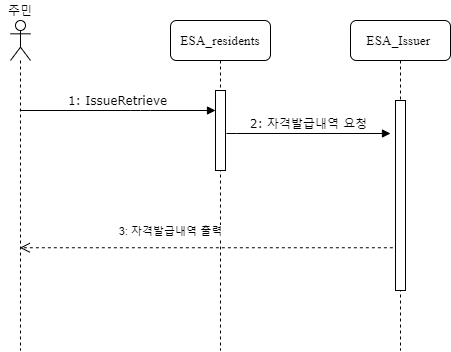 주민
ESA_residents
ESA_Issuer
1: IssueRetrieve
2: 자격발급내역 요청
3: 자격발급내역 출력